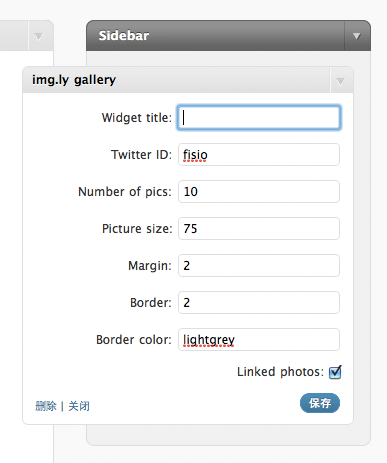 Sidebar
img.ly gallery
Widget title:
Twitter ID: fisio
Number of pics: 10
Picture size: 75
Margin: 2
Border: 2
Border color: lightgrey
Linked photos:
删除 | 关闭 保存